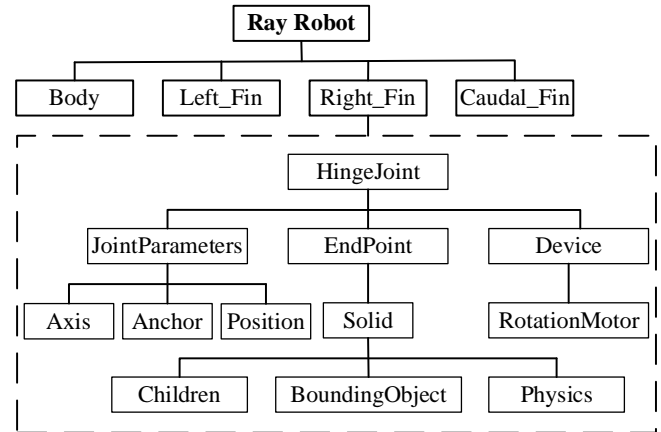 Ray Robot
Body Left_Fin Right_Fin Caudal_Fin
HingeJoint
JointParameters EndPoint Device
Axis Anchor Position Solid RotationMotor
Children BoundingObject Physics